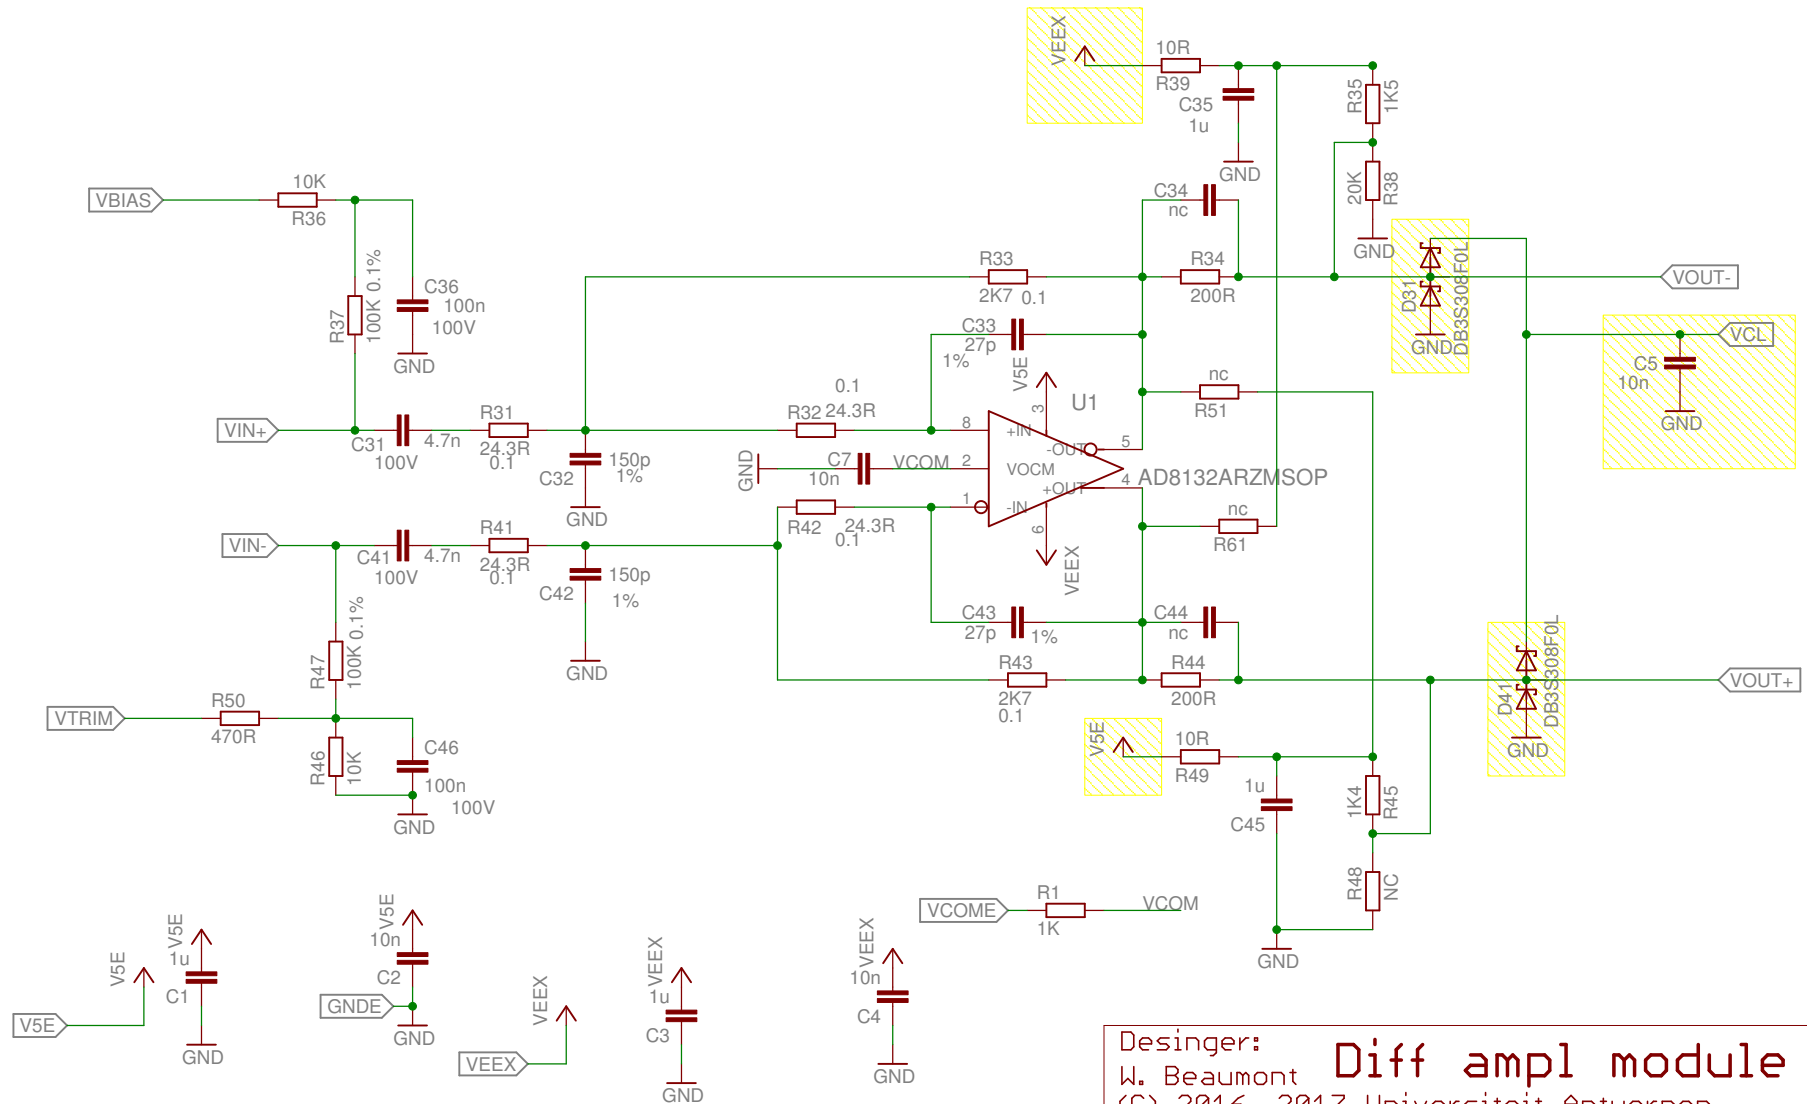 VEEX
10R
R39
C35
1u
GND
R35
1K5
20K
R38
GND
VBIAS
10K
R36
R37
100K 0.1%
C36
100n
100V
GND
C34
nc
R33
2K7 0.1
R34
200R
D31
DB3S308F0L
GND
VOUT-
VCL
C5
10n
GND
C33
27p
1%
V5E
nc
R51
VIN+
C31
100V
4.7n
R31
24.3R
0.1
C32
150p
1%
GND
0.1
R32 24.3R
GND
C7
10n
VCOM
8
2
1
3
5
4
6
+IN
-OUT
VOCM
+OUT
-IN
U1
AD8132ARZMSOP
R42
24.3R
0.1
VEEX
nc
R61
VIN-
C41
100V
4.7n
R41
24.3R
0.1
C42
150p
1%
GND
R47
100K 0.1%
C43
27p
1%
C44
nc
R43
2K7
0.1
R44
200R
D41
DB3S308F0L
GND
VOUT+
VTRIM
R50
470R
R46
10K
C46
100n
100V
GND
V5E
10R
R49
1u
C45
1K4
R45
R48
NC
GND
VCOME
R1
1K
VCOM
V5E
V5E
V5E
1u
C1
GND
V5E
10n
C2
GNDE
GND
VEEX
VEEX
VEEX
1u
C3
GND
VEEX
10n
C4
GND
Desinger:
W. Beaumont
Diff ampl module
(C) 2016, 2017 Universiteit Antwerpen